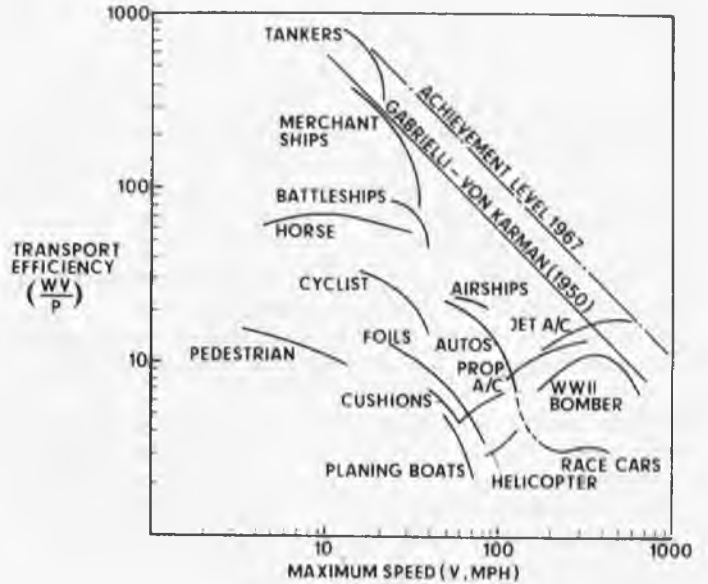 1000
TANKERS
ACHIEVEMENT LEVEL 1967
GABRIELLI - VON KARMAN (1950)
MERCHANT
SHIPS
100
BATTLESHIPS
HORSE
TRANSPORT
EFFICIENCY
(WV/P)
CYCLIST
AIRSHIPS
JET A/C
FOILS
AUTOS
PEDESTRIAN
10
PROP
A/C
CUSHIONS
WWII
BOMBER
PLANING BOATS
HELICOPTER
RACE CARS
10
100
1000
MAXIMUM SPEED (V, MPH)